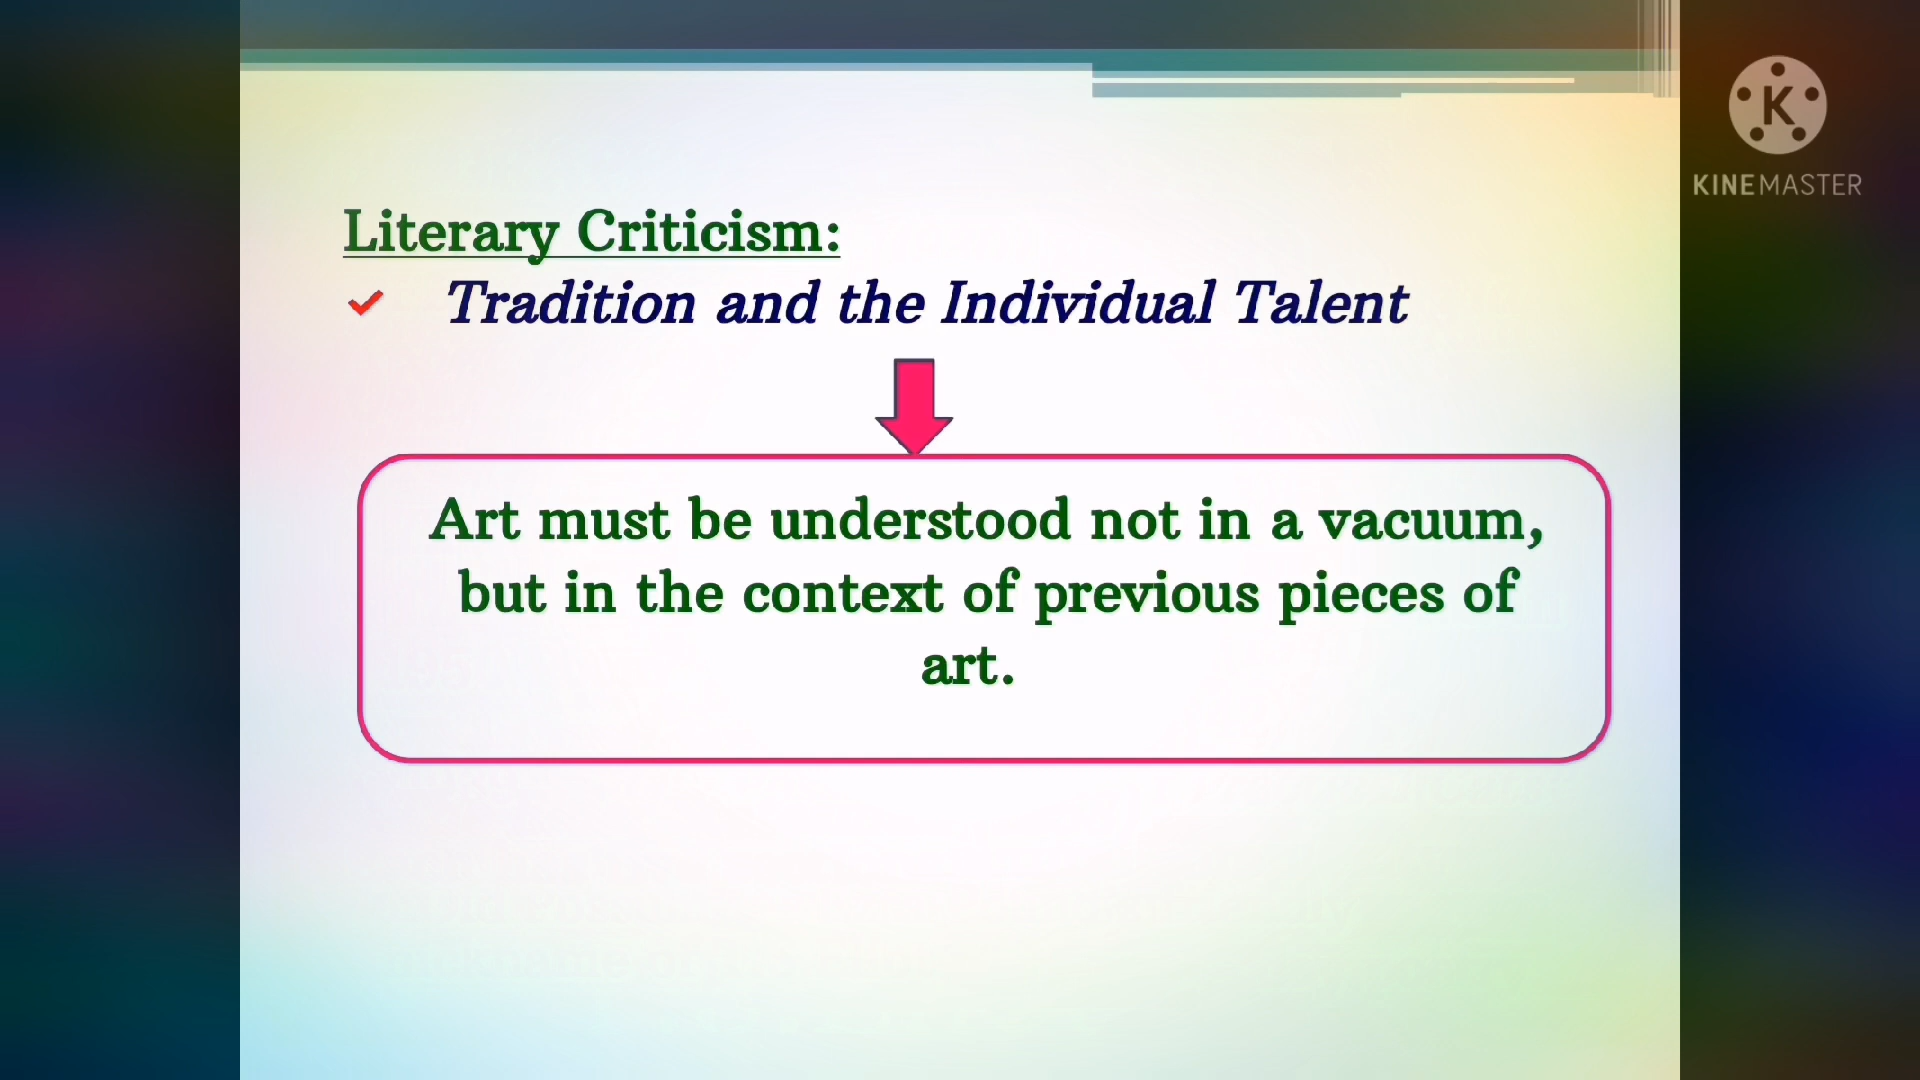 KINEMASTER
Literary Criticism:
Tradition and the Individual Talent
Art must be understood not in a vacuum,
but in the context of previous pieces of
art.